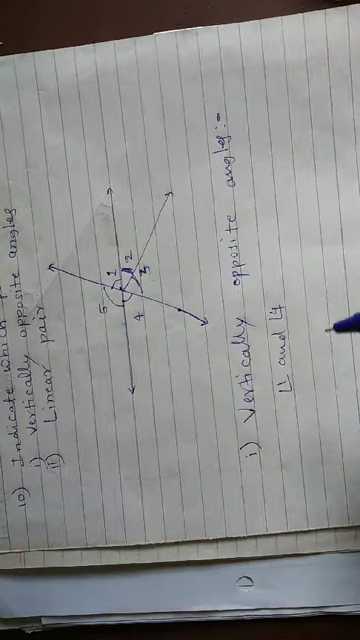 10) Indicate which
i) Vertically opposite angles
ii) Linear pair
5
1
2
3
4
i) Vertically opposite angles:-
∠1 and ∠4